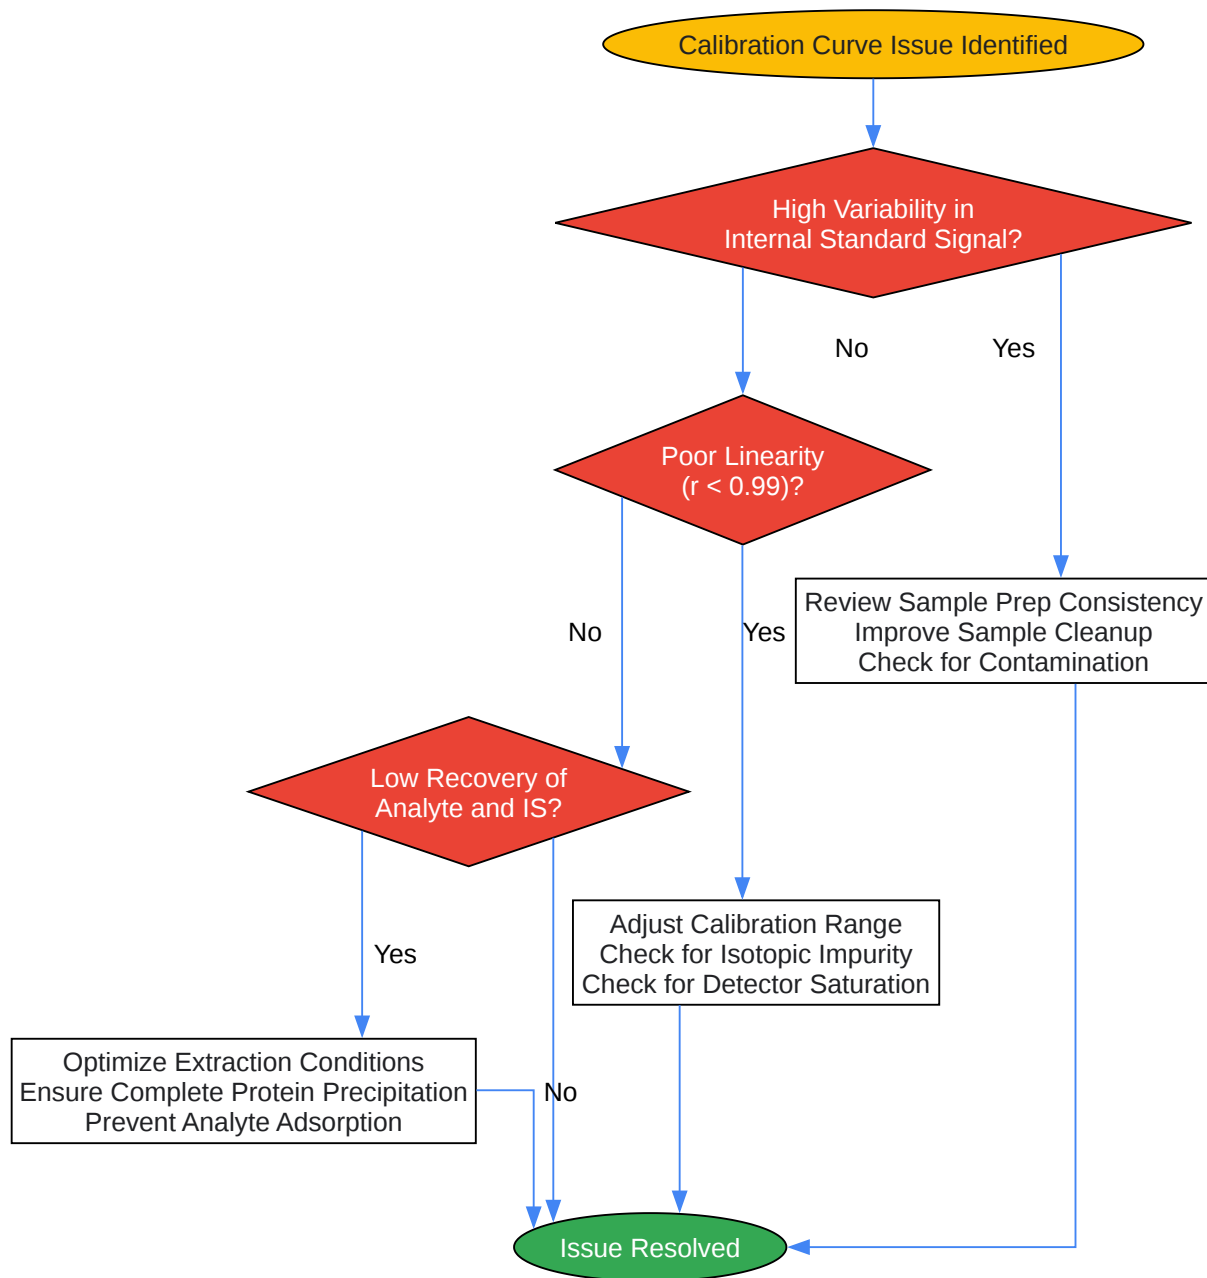 Calibration Curve Issue Identified
High Variability in
Internal Standard Signal?
No
Yes
Poor Linearity
(r < 0.99)?
No
Yes
Review Sample Prep Consistency
Improve Sample Cleanup
Check for Contamination
Low Recovery of
Analyte and IS?
Yes
Adjust Calibration Range
Check for Isotopic Impurity
Check for Detector Saturation
Optimize Extraction Conditions
Ensure Complete Protein Precipitation
Prevent Analyte Adsorption
No
Issue Resolved